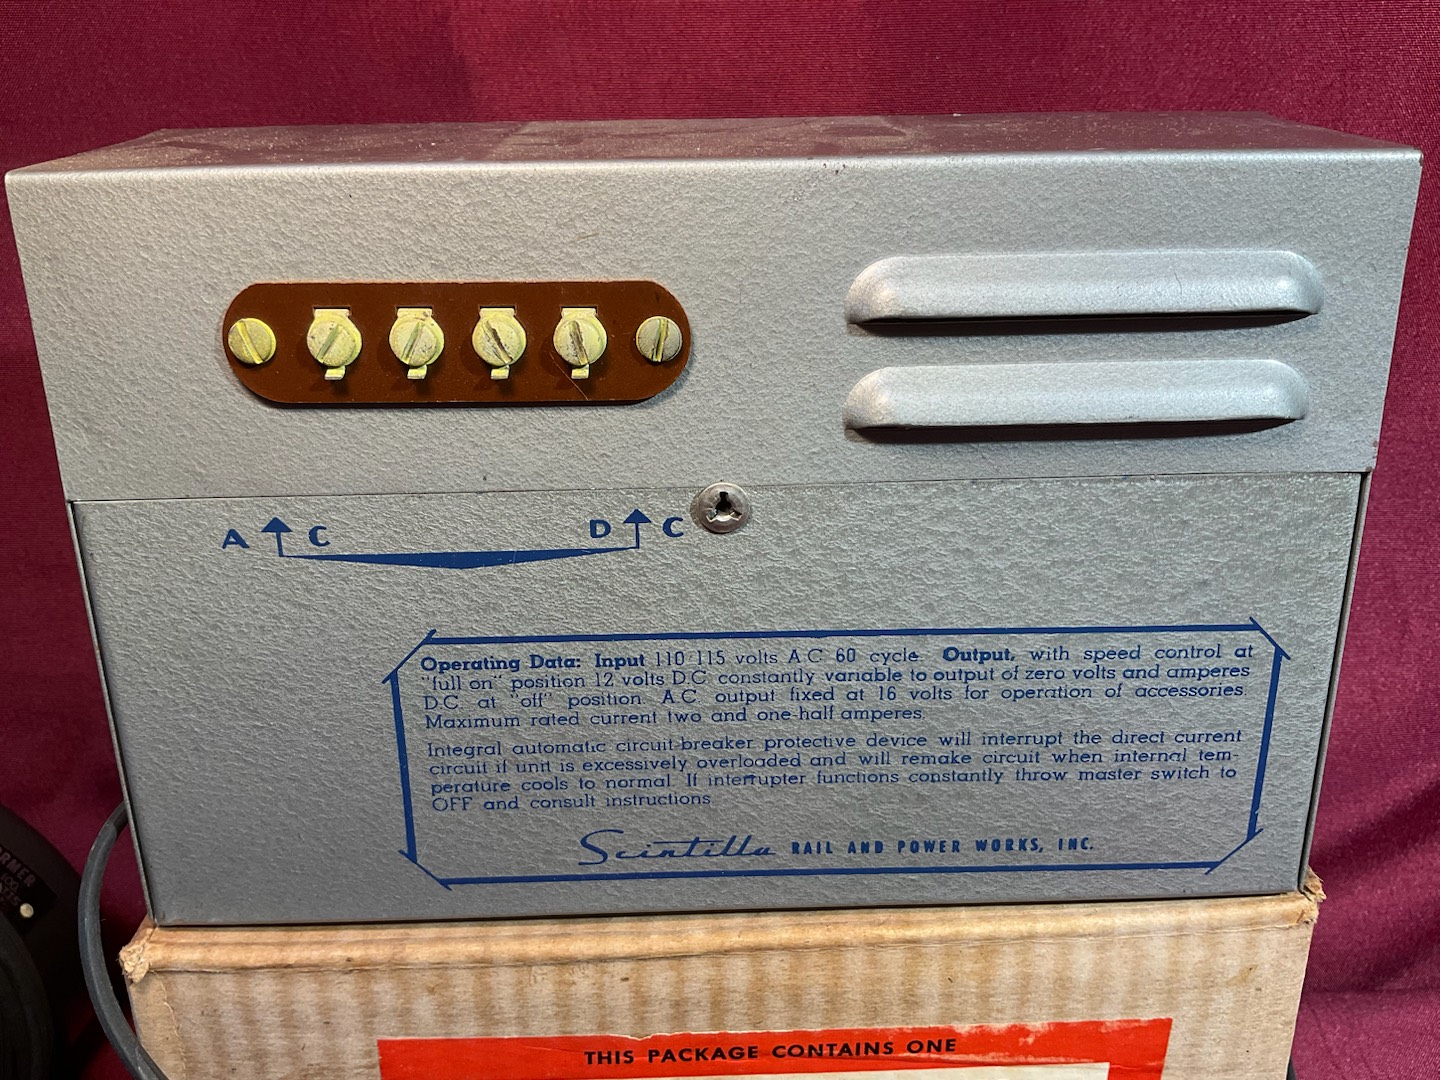 A C D C
Operating Data: Input 110-115 volts A.C. 60 cycle. Output, with speed control at
"full on" position 12 volts D.C. constantly variable to output of zero volts and amperes
D.C. at "off" position. A.C. output fixed at 16 volts for operation of accessories.
Maximum rated current two and one-half amperes.
Integral automatic circuit-breaker protective device will interrupt the direct current
circuit if unit is excessively overloaded and will remake circuit when internal tem-
perature cools to normal. If interrupter functions constantly throw master switch to
OFF and consult instructions.
Scintilla RAIL AND POWER WORKS, INC.
THIS PACKAGE CONTAINS ONE